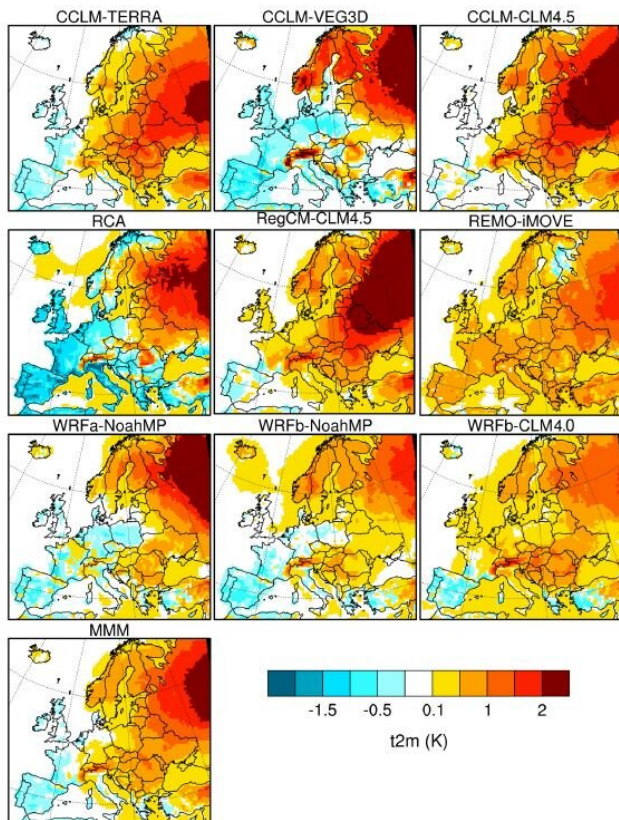 CCLM-TERRA CCLM-VEG3D CCLM-CLM4.5
RCA RegCM-CLM4.5 REMO-iMOVE
WRFa-NoahMP WRFb-NoahMP WRFb-CLM4.0
MMM
-1.5 -0.5 0.1 1 2
t2m (K)